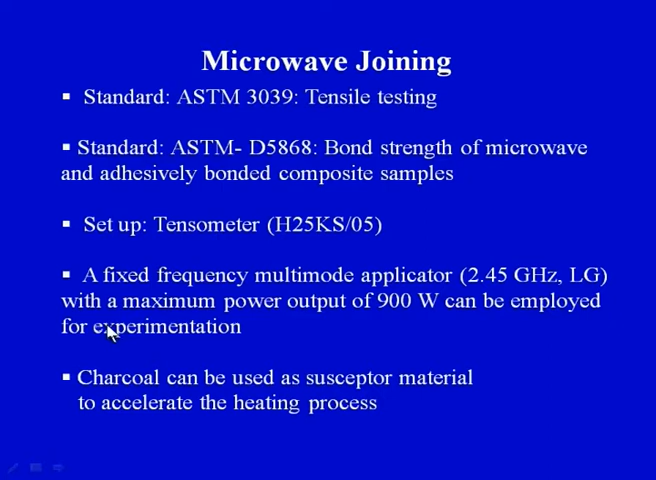 Microwave Joining
▪ Standard: ASTM 3039: Tensile testing
▪ Standard: ASTM- D5868: Bond strength of microwave
and adhesively bonded composite samples
▪ Set up: Tensometer (H25KS/05)
▪ A fixed frequency multimode applicator (2.45 GHz, LG)
with a maximum power output of 900 W can be employed
for experimentation
▪ Charcoal can be used as susceptor material
to accelerate the heating process